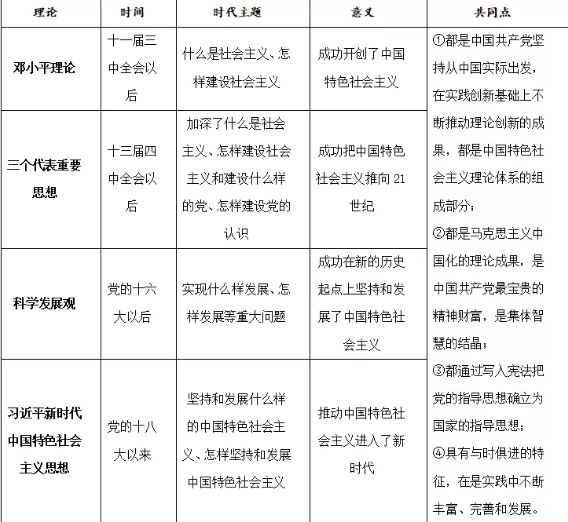 理论 时间 时代主题 意义 共同点
邓小平理论
十一届三
中全会以
后
什么是社会主义、怎
样建设社会主义
成功开创了中国
特色社会主义
三个代表重要
思想
十三届四
中全会以
后
加深了什么是社会
主义、怎样建设社会
主义和建设什么样
的党、怎样建设党的
认识
成功把中国特色
社会主义推向 21
世纪
科学发展观
党的十六
大以后
实现什么样发展、怎
样发展等重大问题
成功在新的历史
起点上坚持和发
展了中国特色社
会主义
习近平新时代
中国特色社会
主义思想
党的十八
大以来
坚持和发展什么样
的中国特色社会主
义、怎样坚持和发展
中国特色社会主义
推动中国特色社
会主义进入了新
时代
①都是中国共产党坚
持从中国实际出发，
在实践创新基础上不
断推动理论创新的成
果，都是中国特色社
会主义理论体系的组
成部分；
②都是马克思主义中
国化的理论成果，是
中国共产党最宝贵的
精神财富，是集体智
慧的结晶；
③都通过写入宪法把
党的指导思想确立为
国家的指导思想；
④具有与时俱进的特
征，在是实践中不断
丰富、完善和发展。